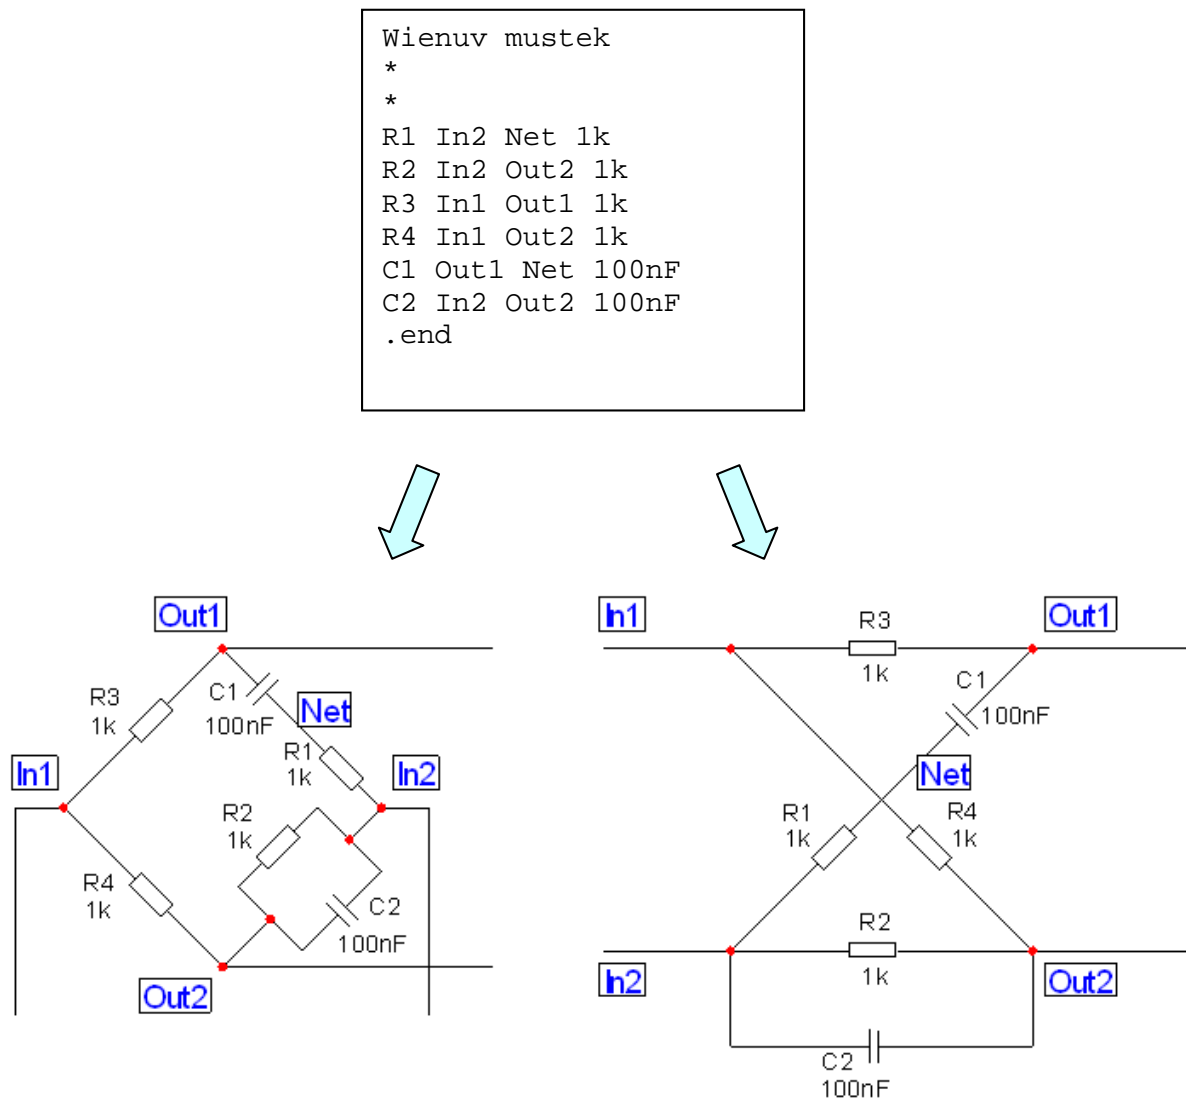 Wienuv mustek
*
*
R1 In2 Net 1k
R2 In2 Out2 1k
R3 In1 Out1 1k
R4 In1 Out2 1k
C1 Out1 Net 100nF
C2 In2 Out2 100nF
.end
Out1
R3
1k
C1
100nF
Net
R1
1k
In1
In2
R2
1k
R4
1k
C2
100nF
Out2
In1
R3
1k
Out1
C1
100nF
Net
R1
1k
R4
1k
R2
1k
In2
Out2
C2
100nF